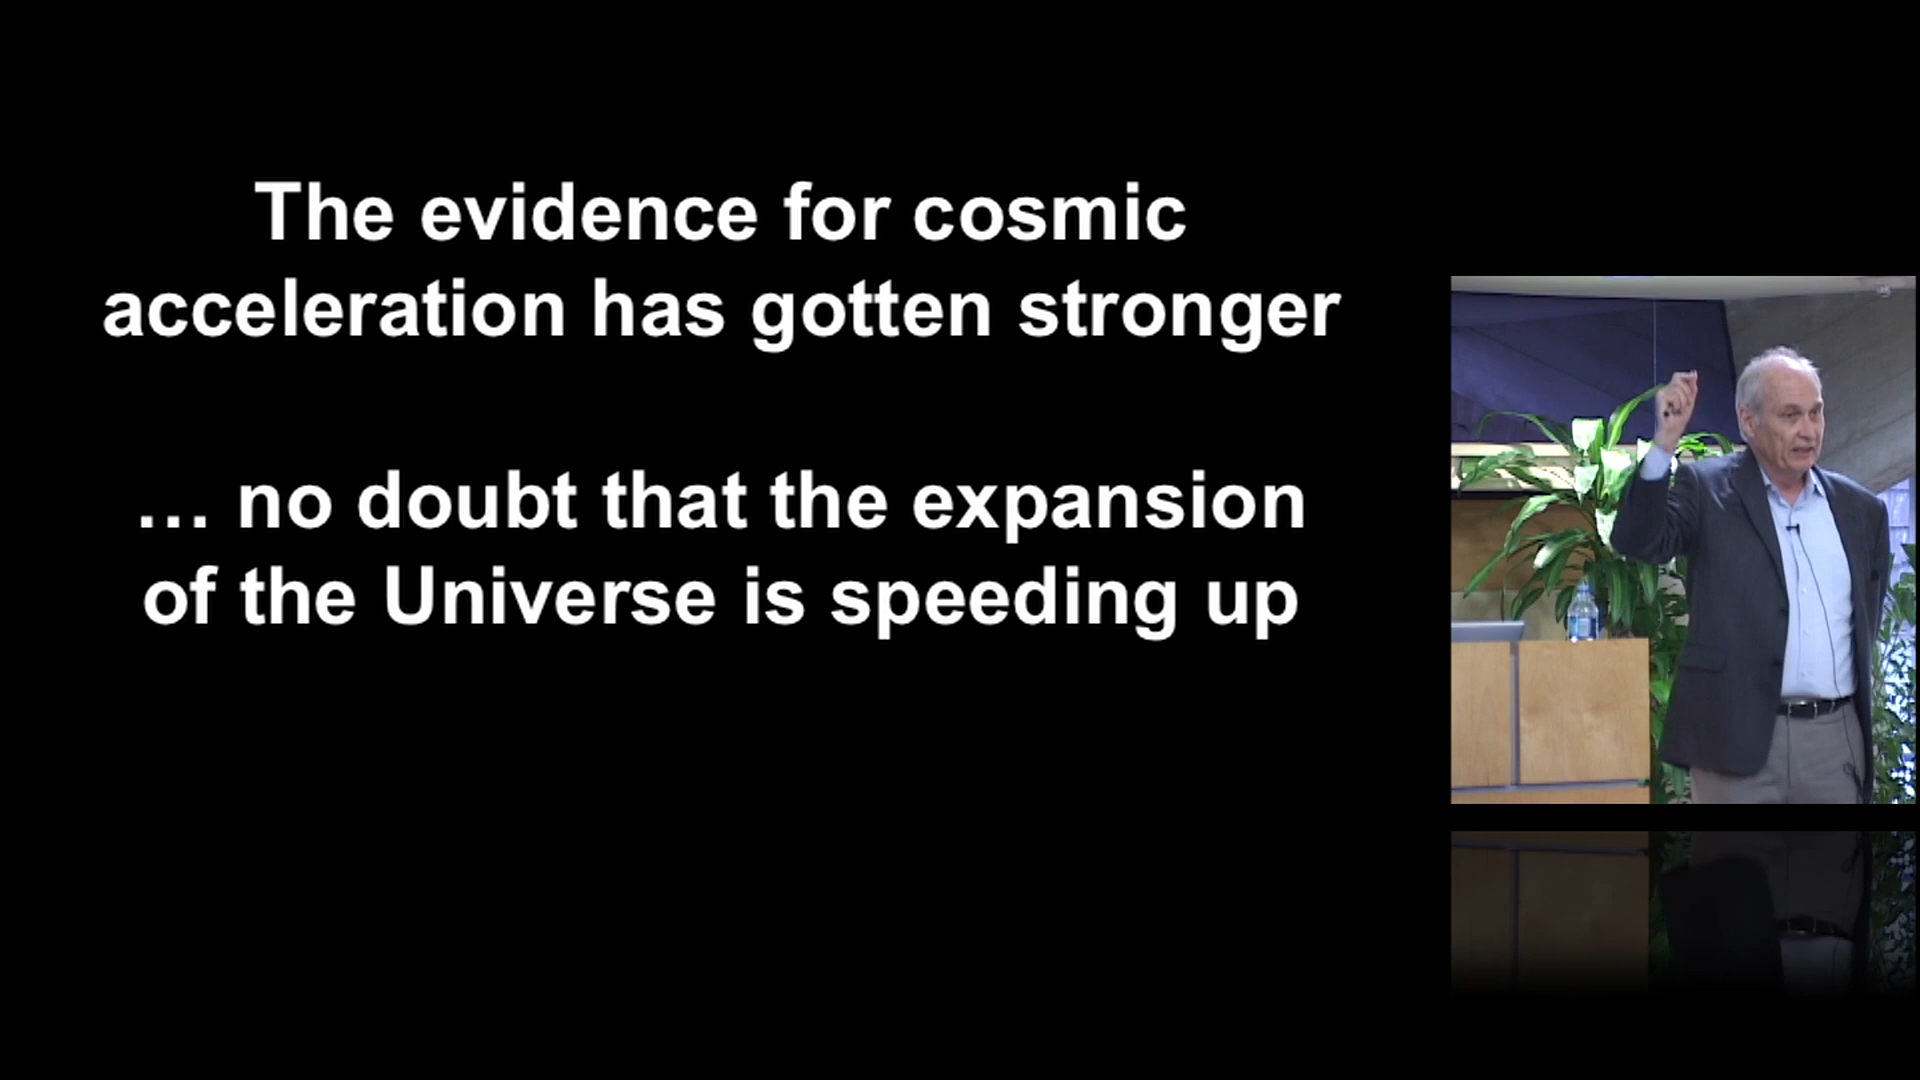 The evidence for cosmic
acceleration has gotten stronger
… no doubt that the expansion
of the Universe is speeding up